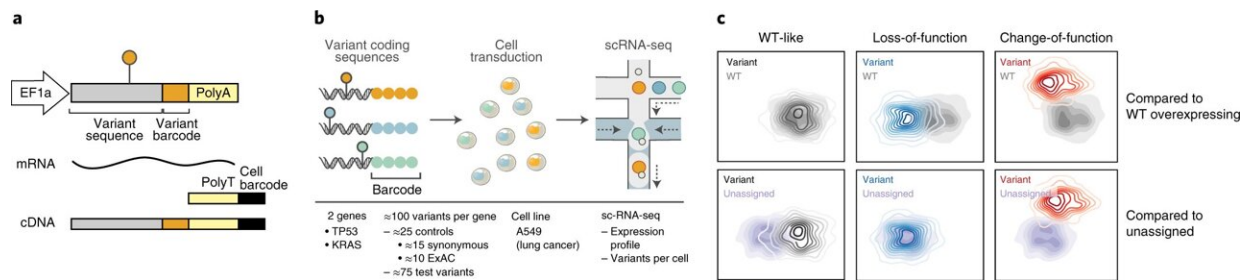 a
EF1a
PolyA
Variant
sequence
Variant
barcode
mRNA
PolyT
Cell
barcode
cDNA
b
Variant coding
sequences
Cell
transduction
scRNA-seq
Barcode
2 genes
• TP53
• KRAS
≈100 variants per gene
– ≈25 controls
• ≈15 synonymous
• ≈10 ExAC
– ≈75 test variants
Cell line
A549
(lung cancer)
sc-RNA-seq
– Expression
profile
– Variants per cell
c
WT-like
Loss-of-function
Change-of-function
Variant
WT
Variant
WT
Variant
WT
Compared to
WT overexpressing
Variant
Unassigned
Variant
Unassigned
Variant
Unassigned
Compared to
unassigned